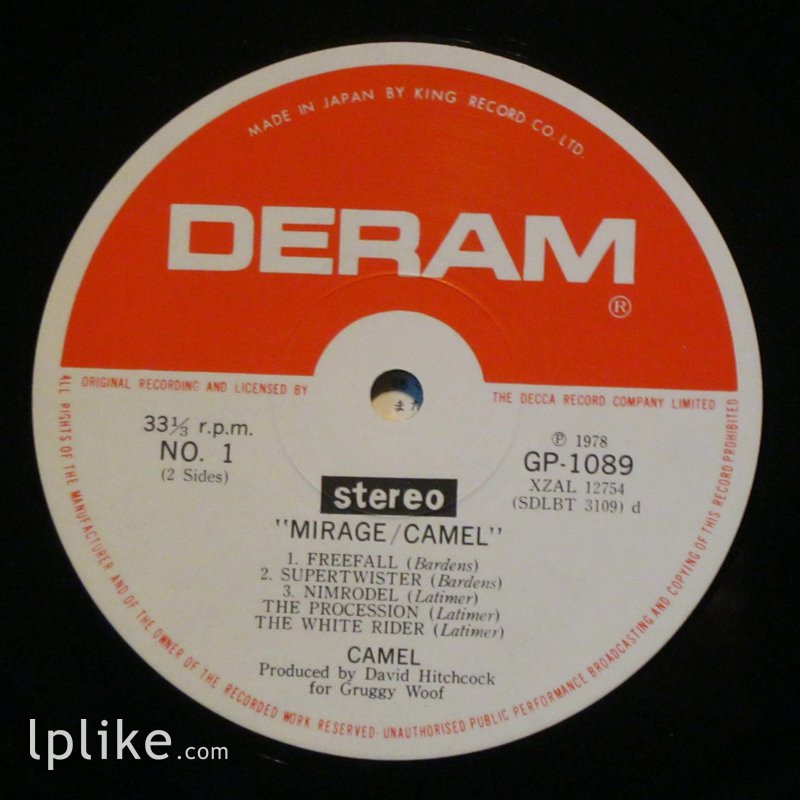 MADE IN JAPAN BY KING RECORD CO. LTD.
DERAM
®
ORIGINAL RECORDING AND LICENSED BY
THE DECCA RECORD COMPANY LIMITED
33⅓ r.p.m.
NO. 1
(2 Sides)
Ⓟ 1978
GP-1089
XZAL 12754
(SDLBT 3109) d
stereo
"MIRAGE/CAMEL"
1. FREEFALL (Bardens)
2. SUPERTWISTER (Bardens)
3. NIMRODEL (Latimer)
THE PROCESSION (Latimer)
THE WHITE RIDER (Latimer)
CAMEL
Produced by David Hitchcock
for Gruggy Woof
ALL RIGHTS OF THE MANUFACTURER AND OF THE OWNER OF THE RECORDED WORK RESERVED·UNAUTHORISED PUBLIC PERFORMANCE BROADCASTING AND COPYING OF THIS RECORD PROHIBITED
lplike.com